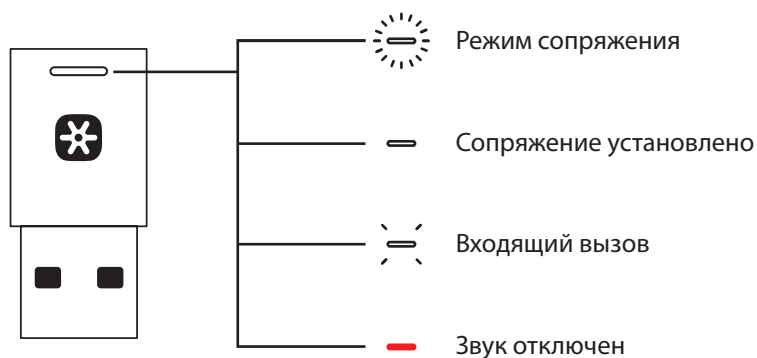 Режим сопряжения
Сопряжение установлено
Входящий вызов
Звук отключен